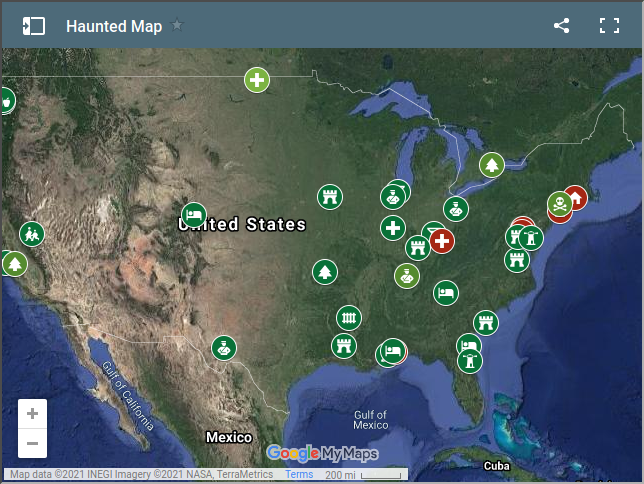 Haunted Map
United States
Gulf of California
Gulf of
Mexico
Mexico
Google My Maps
Cuba
Map data ©2021 INEGI Imagery ©2021 NASA, TerraMetrics Terms 200 mi